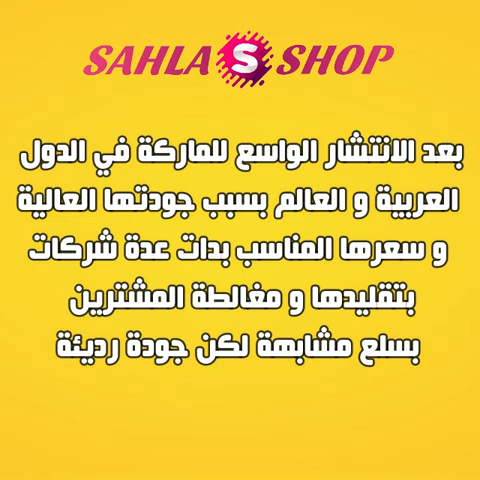 SAHLA S SHOP
بعد الانتشار الواسع للماركة في الدول
العربية و العالم بسبب جودتها العالية
و سعرها المناسب بدات عدة شركات
بتقليدها و مغالطة المشترين
بسلع مشابهة لكن جودة رديئة